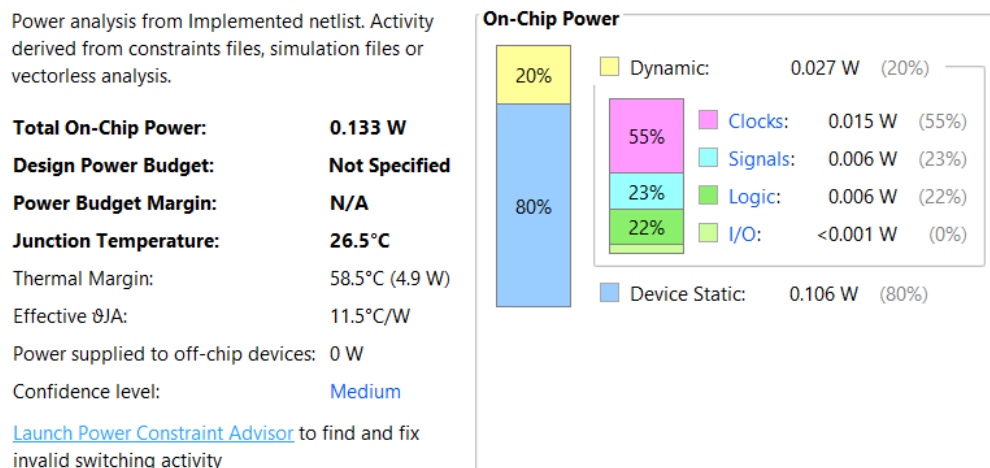 Power analysis from Implemented netlist. Activity
derived from constraints files, simulation files or
vectorless analysis.
Total On-Chip Power: 0.133 W
Design Power Budget: Not Specified
Power Budget Margin: N/A
Junction Temperature: 26.5°C
Thermal Margin: 58.5°C (4.9 W)
Effective ϑJA: 11.5°C/W
Power supplied to off-chip devices: 0 W
Confidence level: Medium
Launch Power Constraint Advisor to find and fix
invalid switching activity
On-Chip Power
20%
80%
Dynamic: 0.027 W (20%)
55%
23%
22%
Clocks: 0.015 W (55%)
Signals: 0.006 W (23%)
Logic: 0.006 W (22%)
I/O: <0.001 W (0%)
Device Static: 0.106 W (80%)